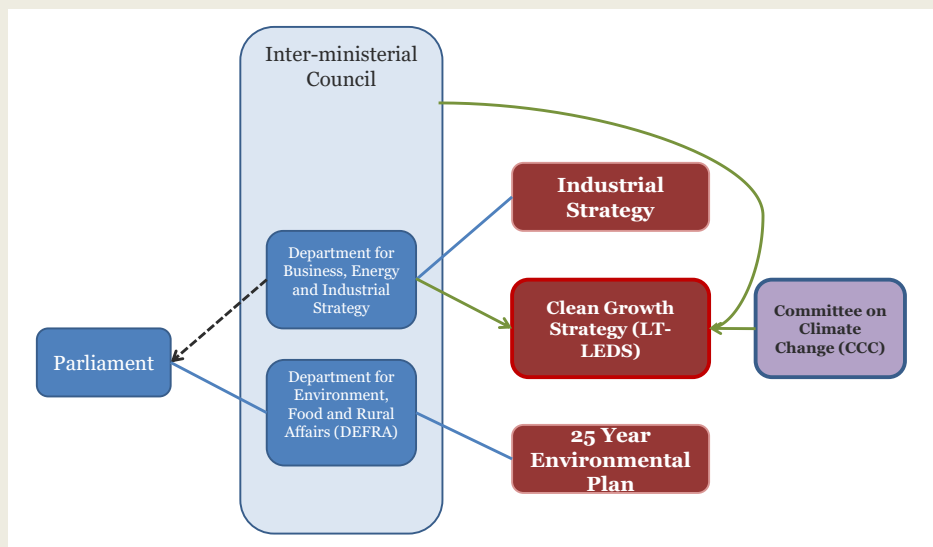 Inter-ministerial
Council
Industrial
Strategy
Department for
Business, Energy
and Industrial
Strategy
Clean Growth
Strategy (LT-
LEDS)
Committee on
Climate
Change (CCC)
Parliament
Department for
Environment,
Food and Rural
Affairs (DEFRA)
25 Year
Environmental
Plan